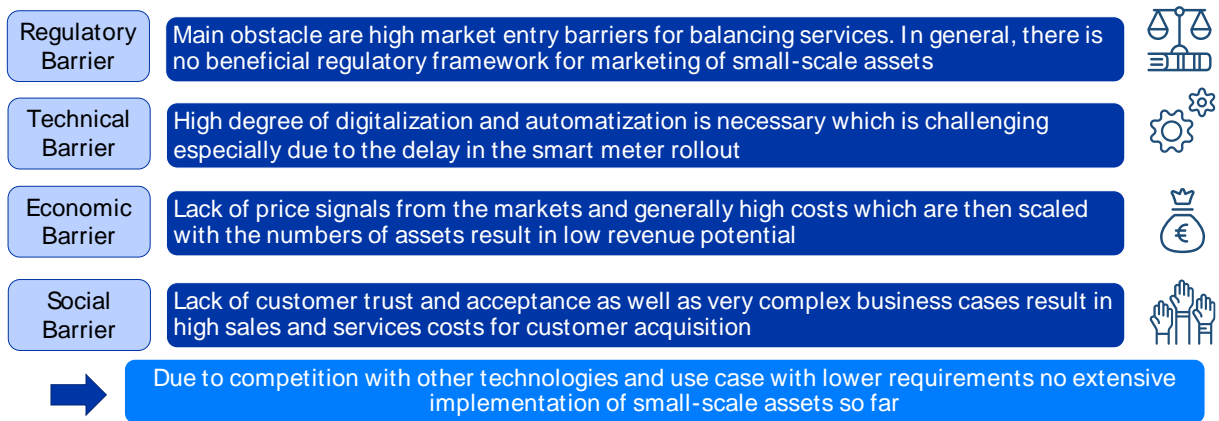 Regulatory
Barrier
Main obstacle are high market entry barriers for balancing services. In general, there is
no beneficial regulatory framework for marketing of small-scale assets
Technical
Barrier
High degree of digitalization and automatization is necessary which is challenging
especially due to the delay in the smart meter rollout
Economic
Barrier
Lack of price signals from the markets and generally high costs which are then scaled
with the numbers of assets result in low revenue potential
€
Social
Barrier
Lack of customer trust and acceptance as well as very complex business cases result in
high sales and services costs for customer acquisition
Due to competition with other technologies and use case with lower requirements no extensive
implementation of small-scale assets so far